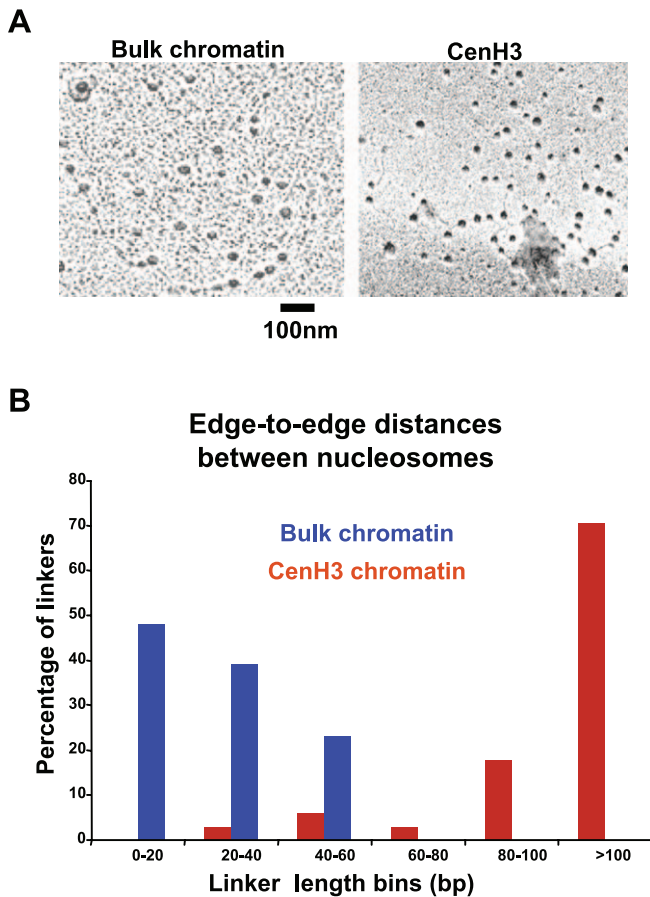 A
Bulk chromatin
CenH3
100nm
B
Edge-to-edge distances
between nucleosomes
Bulk chromatin
CenH3 chromatin
Percentage of linkers
80
70
60
50
40
30
20
10
0
0-20
20-40
40-60
60-80
80-100
>100
Linker length bins (bp)